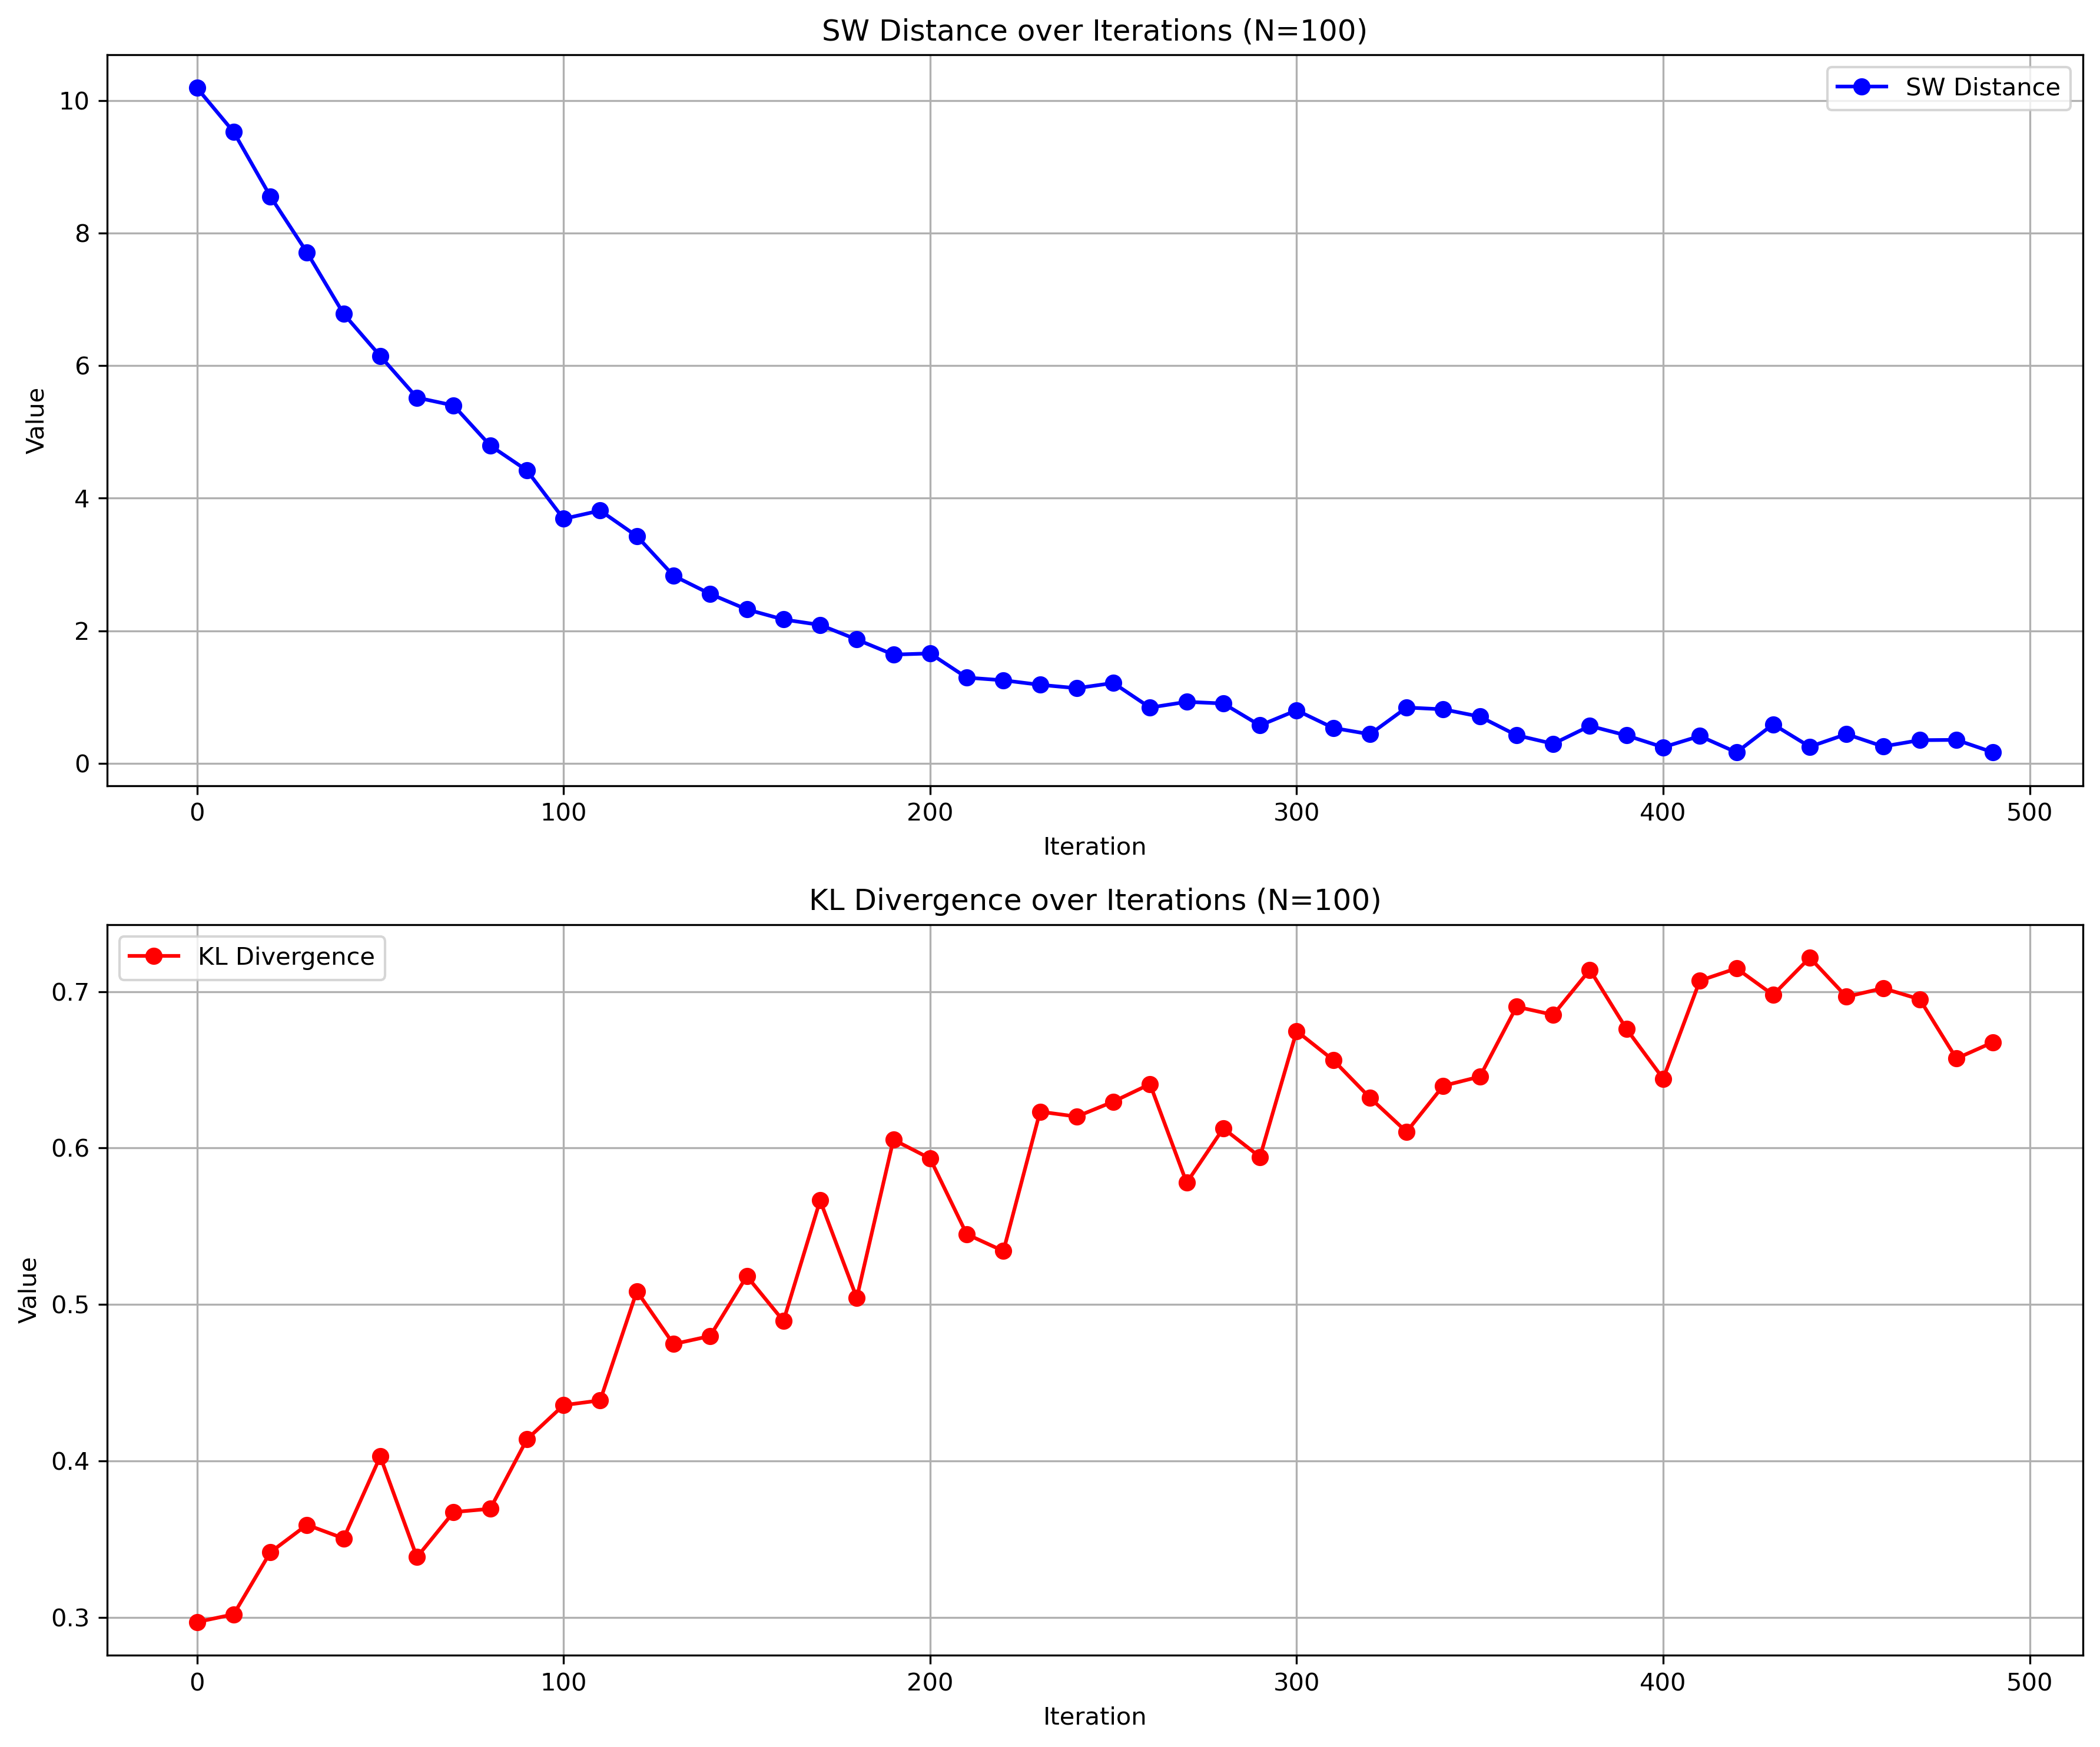 SW Distance over Iterations (N=100)
SW Distance
10
8
6
4
2
0
Value
0 100 200 300 400 500
Iteration
KL Divergence over Iterations (N=100)
KL Divergence
0.7
0.6
0.5
0.4
0.3
Value
0 100 200 300 400 500
Iteration